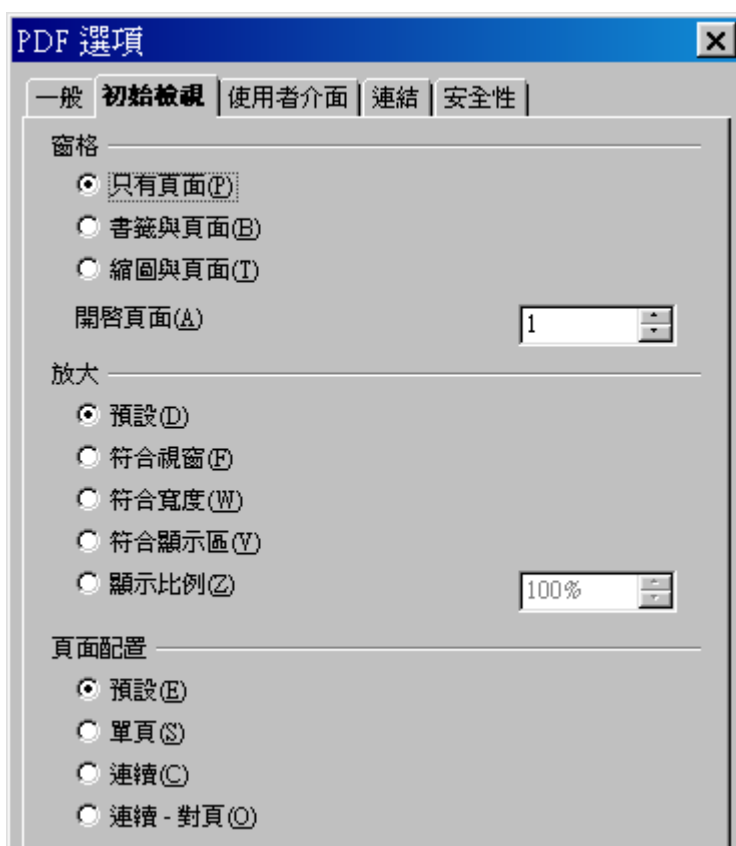 PDF 選項
一般 初始檢視 使用者介面 連結 安全性
窗格
只有頁面(P)
書籤與頁面(B)
縮圖與頁面(T)
開啓頁面(A) 1
放大
預設(D)
符合視窗(F)
符合寬度(W)
符合顯示區(V)
顯示比例(Z) 100%
頁面配置
預設(E)
單頁(S)
連續(C)
連續 - 對頁(O)